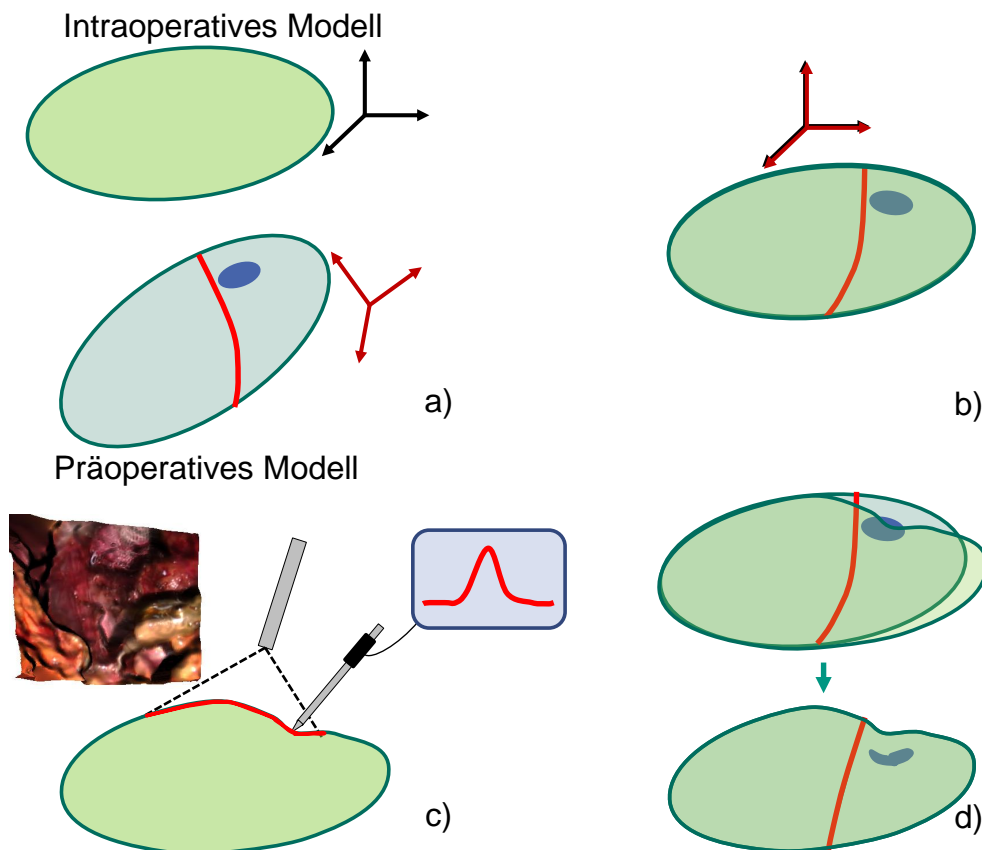 Intraoperatives Modell
a)
b)
Präoperatives Modell
c)
d)